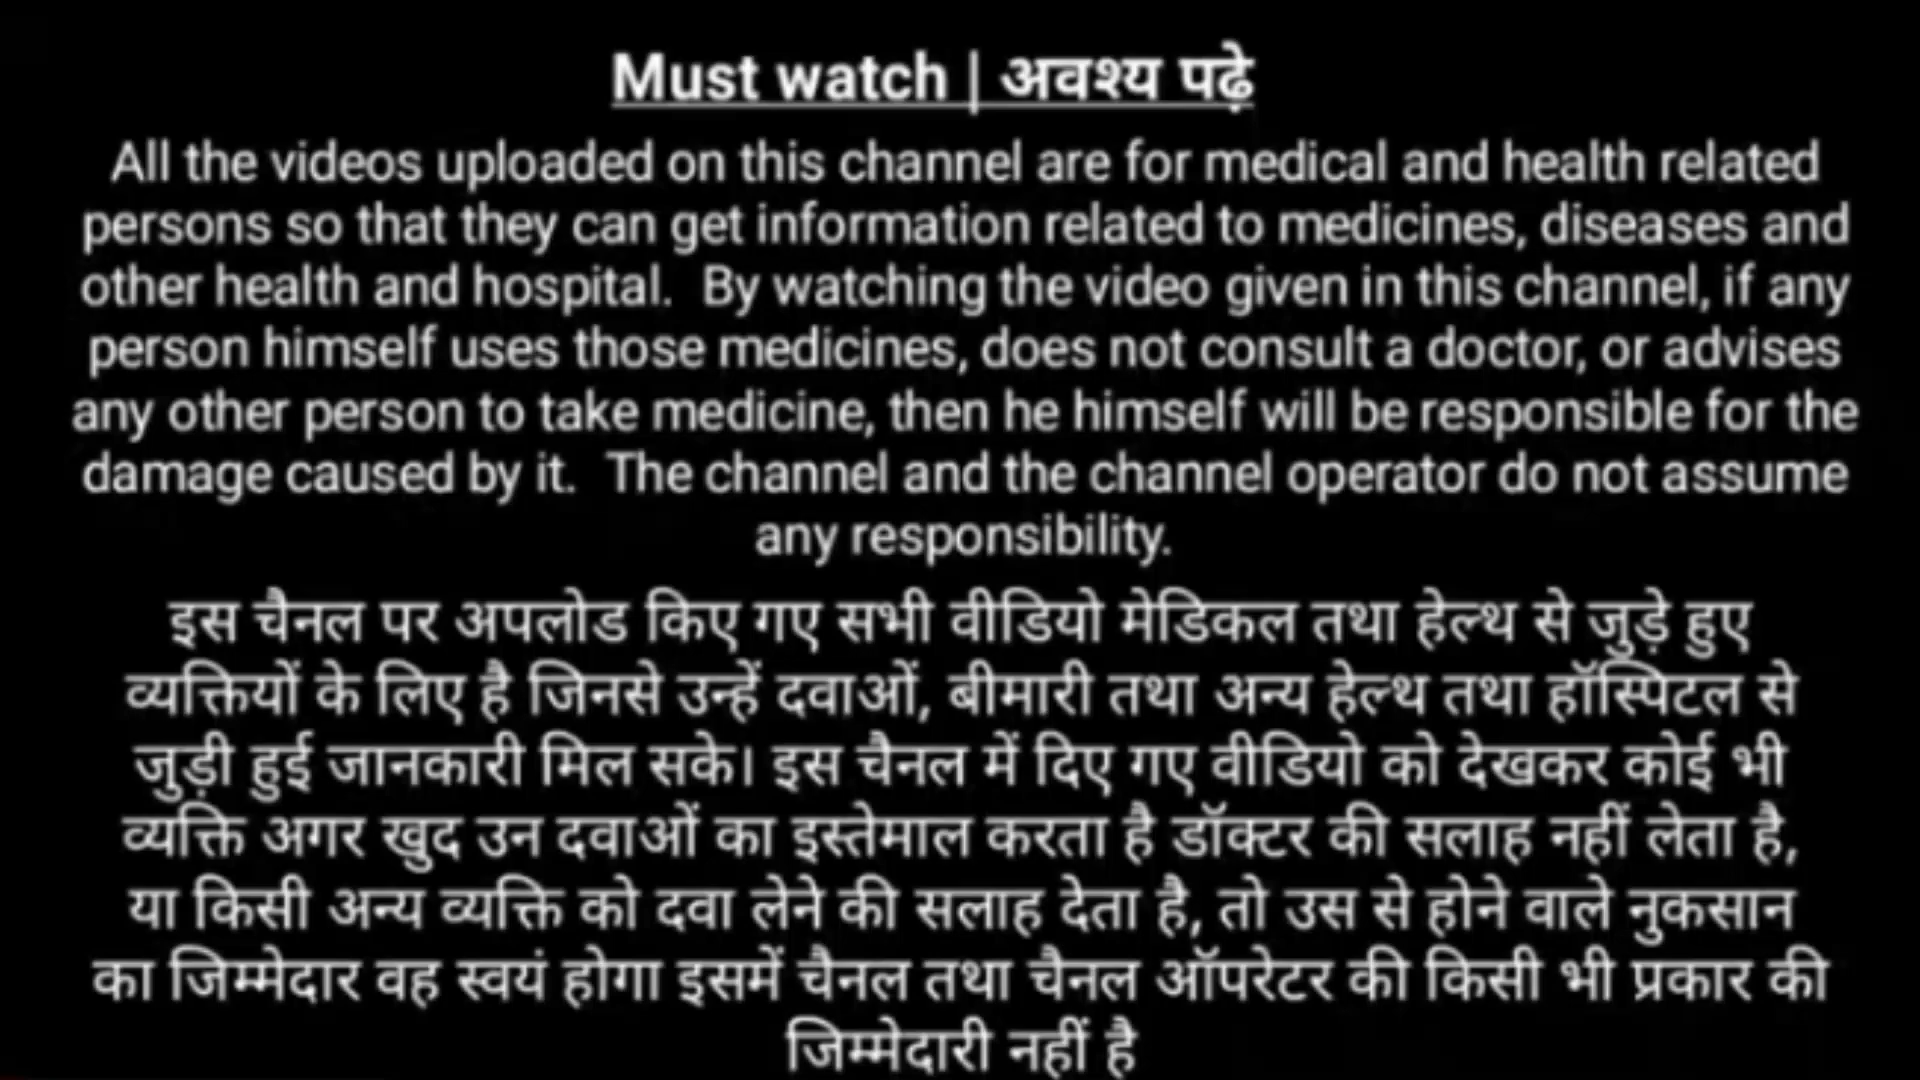 Must watch | अवश्य पढ़े
All the videos uploaded on this channel are for medical and health related
persons so that they can get information related to medicines, diseases and
other health and hospital. By watching the video given in this channel, if any
person himself uses those medicines, does not consult a doctor, or advises
any other person to take medicine, then he himself will be responsible for the
damage caused by it. The channel and the channel operator do not assume
any responsibility.
इस चैनल पर अपलोड किए गए सभी वीडियो मेडिकल तथा हेल्थ से जुड़े हुए
व्यक्तियों के लिए है जिनसे उन्हें दवाओं, बीमारी तथा अन्य हेल्थ तथा हॉस्पिटल से
जुड़ी हुई जानकारी मिल सके। इस चैनल में दिए गए वीडियो को देखकर कोई भी
व्यक्ति अगर खुद उन दवाओं का इस्तेमाल करता है डॉक्टर की सलाह नहीं लेता है,
या किसी अन्य व्यक्ति को दवा लेने की सलाह देता है, तो उस से होने वाले नुकसान
का जिम्मेदार वह स्वयं होगा इसमें चैनल तथा चैनल ऑपरेटर की किसी भी प्रकार की
जिम्मेदारी नहीं है